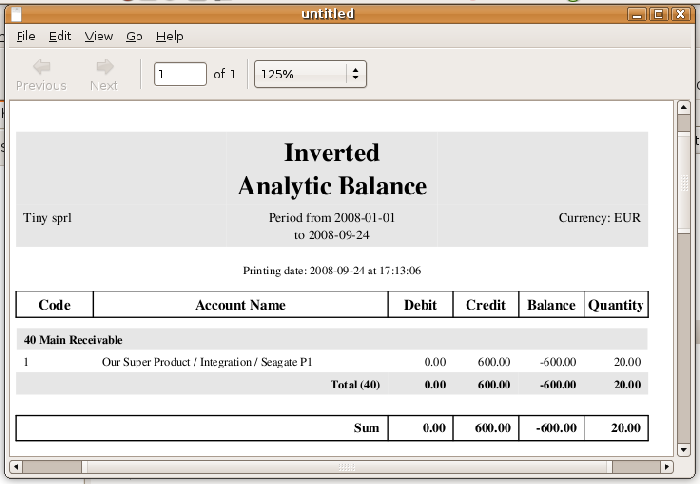 untitled
File Edit View Go Help
Previous Next 1 of 1 125%
Inverted
Analytic Balance
Tiny sprl Period from 2008-01-01 Currency: EUR
to 2008-09-24
Printing date: 2008-09-24 at 17:13:06
Code Account Name Debit Credit Balance Quantity
40 Main Receivable
1 Our Super Product / Integration / Seagate P1 0.00 600.00 -600.00 20.00
Total (40) 0.00 600.00 -600.00 20.00
Sum 0.00 600.00 -600.00 20.00